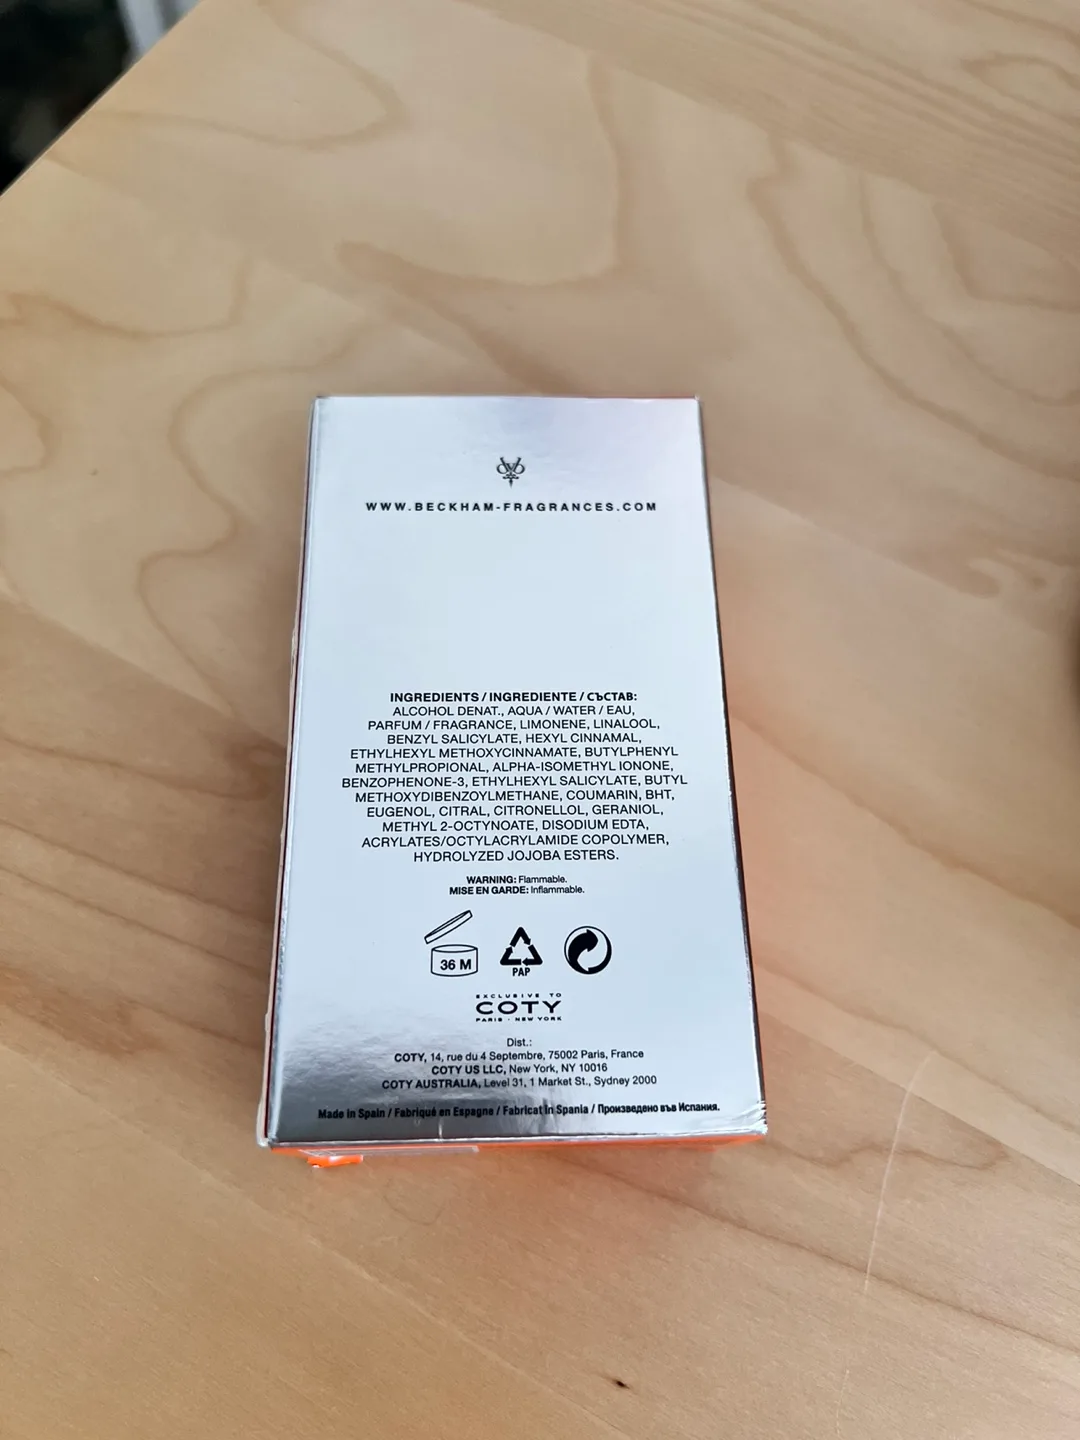 WWW.BECKHAM-FRAGRANCES.COM
INGREDIENTS / INGREDIENTE / СЪСТАВ:
ALCOHOL DENAT., AQUA / WATER / EAU,
PARFUM / FRAGRANCE, LIMONENE, LINALOOL,
BENZYL SALICYLATE, HEXYL CINNAMAL,
ETHYLHEXYL METHOXYCINNAMATE, BUTYLPHENYL
METHYLPROPIONAL, ALPHA-ISOMETHYL IONONE,
BENZOPHENONE-3, ETHYLHEXYL SALICYLATE, BUTYL
METHOXYDIBENZOYLMETHANE, COUMARIN, BHT,
EUGENOL, CITRAL, CITRONELLOL, GERANIOL,
METHYL 2-OCTYNOATE, DISODIUM EDTA,
ACRYLATES/OCTYLACRYLAMIDE COPOLYMER,
HYDROLYZED JOJOBA ESTERS.
WARNING: Flammable.
MISE EN GARDE: Inflammable.
36 M
PAP
EXCLUSIVE TO
COTY
PARIS - NEW YORK
Dist.:
COTY, 14, rue du 4 Septembre, 75002 Paris, France
COTY US LLC, New York, NY 10016
COTY AUSTRALIA, Level 31, 1 Market St., Sydney 2000
Made in Spain / Fabriqué en Espagne / Fabricat în Spania / Произведено във Испания.